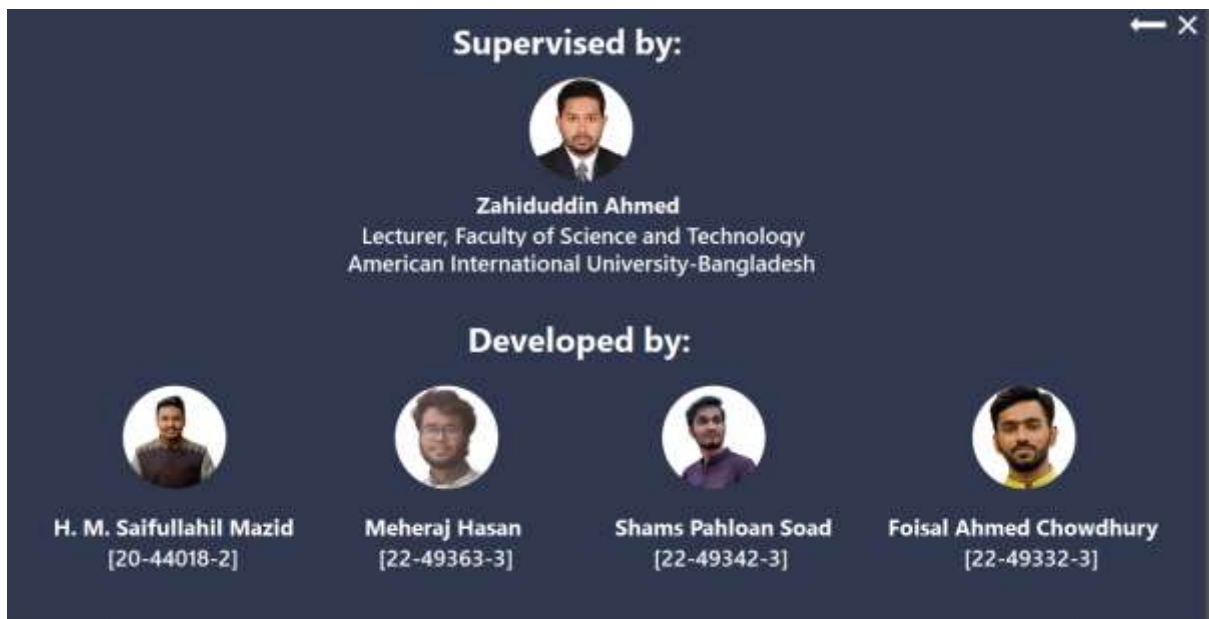 Supervised by:
Zahiduddin Ahmed
Lecturer, Faculty of Science and Technology
American International University-Bangladesh
Developed by:
H. M. Saifullahil Mazid
[20-44018-2]
Meheraj Hasan
[22-49363-3]
Shams Pahloan Soad
[22-49342-3]
Foisal Ahmed Chowdhury
[22-49332-3]